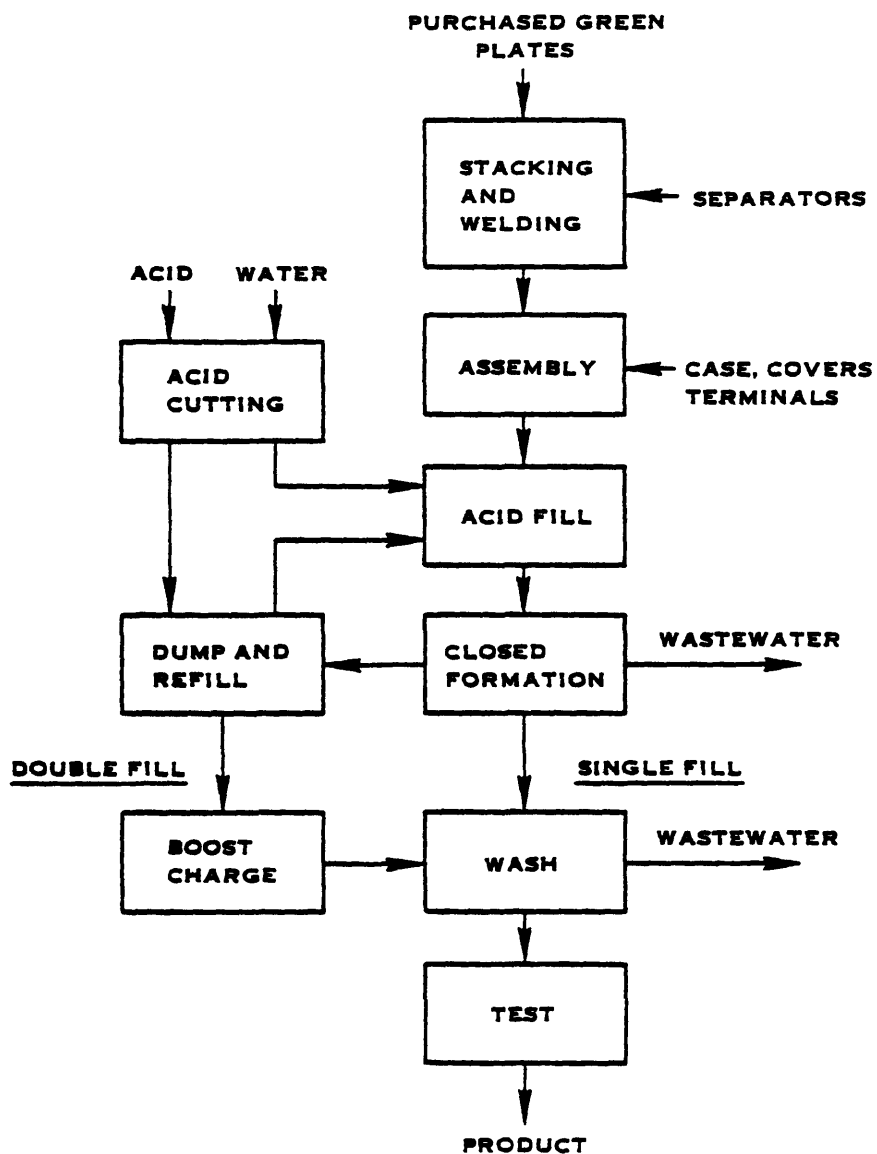 PURCHASED GREEN
PLATES
STACKING
AND
WELDING
SEPARATORS
ACID
WATER
ACID
CUTTING
ASSEMBLY
CASE, COVERS
TERMINALS
ACID FILL
DUMP AND
REFILL
CLOSED
FORMATION
WASTEWATER
DOUBLE FILL
SINGLE FILL
BOOST
CHARGE
WASH
WASTEWATER
TEST
PRODUCT